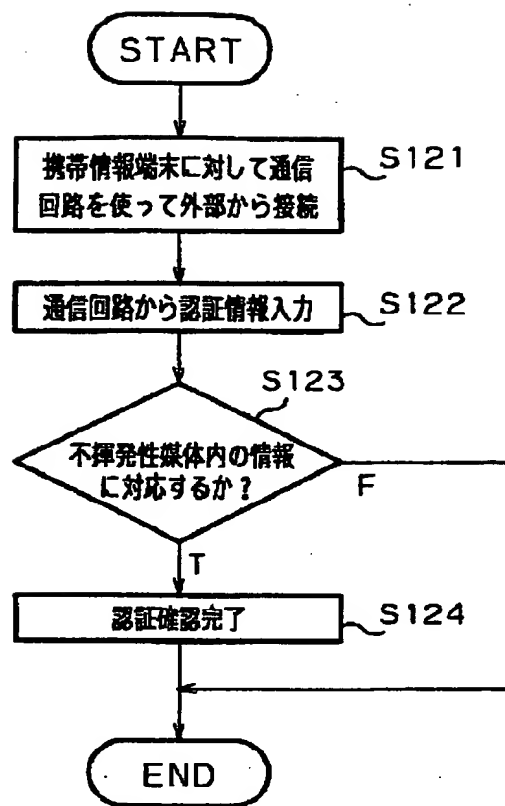 START
携帯情報端末に対して通信
回路を使って外部から接続
S121
通信回路から認証情報入力
S122
S123
不揮発性媒体内の情報
に対応するか?
F
T
認証確認完了
S124
END